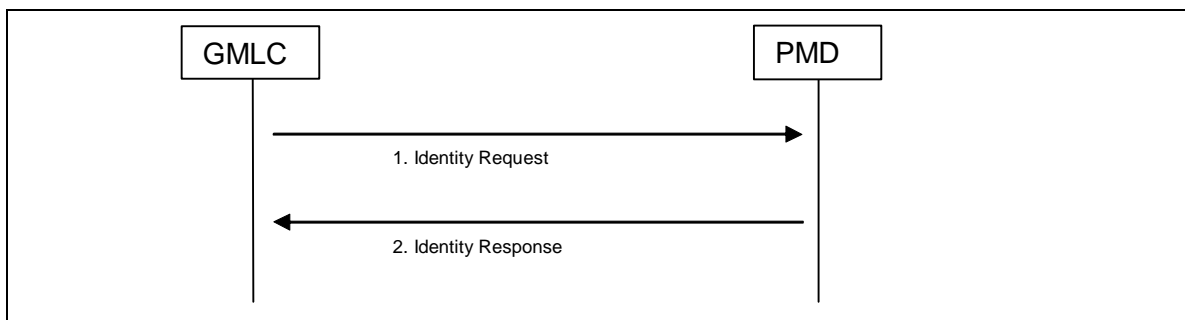 GMLC
PMD
1. Identity Request
2. Identity Response